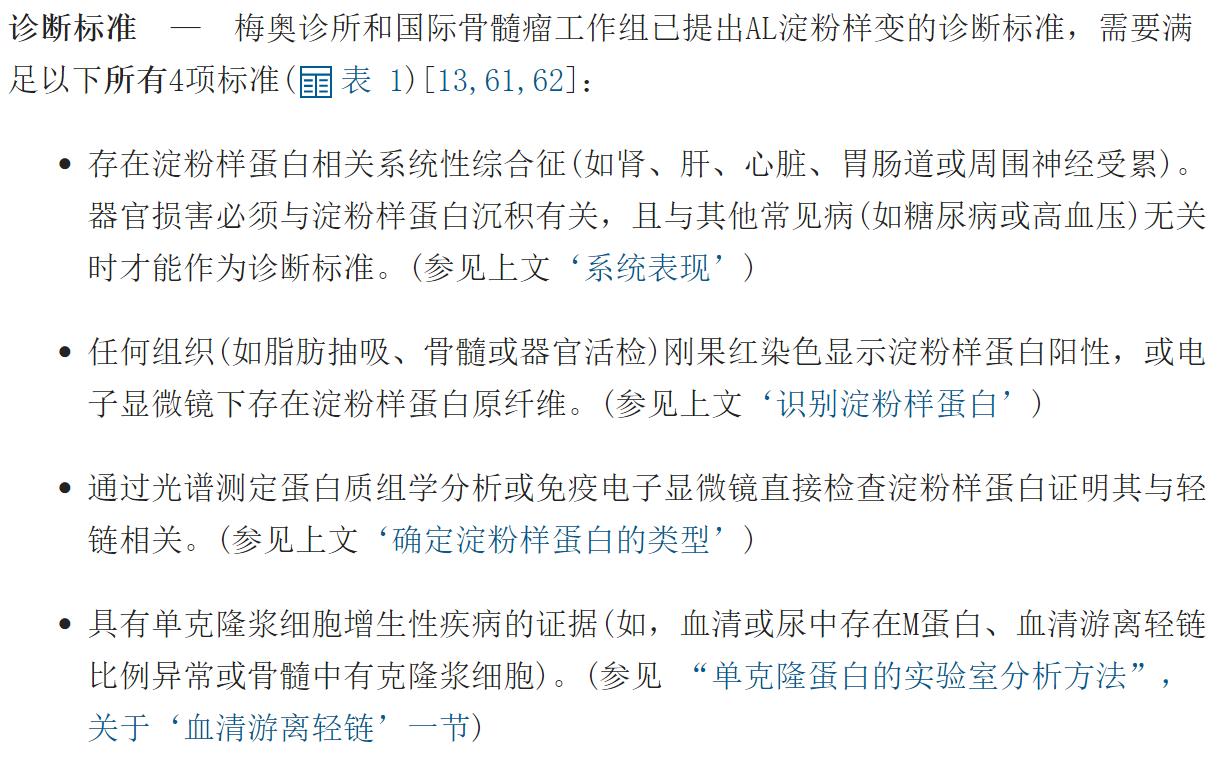 诊断标准 — 梅奥诊所和国际骨髓瘤工作组已提出AL淀粉样变的诊断标准，需要满
足以下所有4项标准(表 1)[13,61,62]：
● 存在淀粉样蛋白相关系统性综合征(如肾、肝、心脏、胃肠道或周围神经受累)。
器官损害必须与淀粉样蛋白沉积有关，且与其他常见病(如糖尿病或高血压)无关
时才能作为诊断标准。(参见上文‘系统表现’)
● 任何组织(如脂肪抽吸、骨髓或器官活检)刚果红染色显示淀粉样蛋白阳性，或电
子显微镜下存在淀粉样蛋白原纤维。(参见上文‘识别淀粉样蛋白’)
● 通过光谱测定蛋白质组学分析或免疫电子显微镜直接检查淀粉样蛋白证明其与轻
链相关。(参见上文‘确定淀粉样蛋白的类型’)
● 具有单克隆浆细胞增生性疾病的证据(如，血清或尿中存在M蛋白、血清游离轻链
比例异常或骨髓中有克隆浆细胞)。(参见 “单克隆蛋白的实验室分析方法”，
关于‘血清游离轻链’一节)